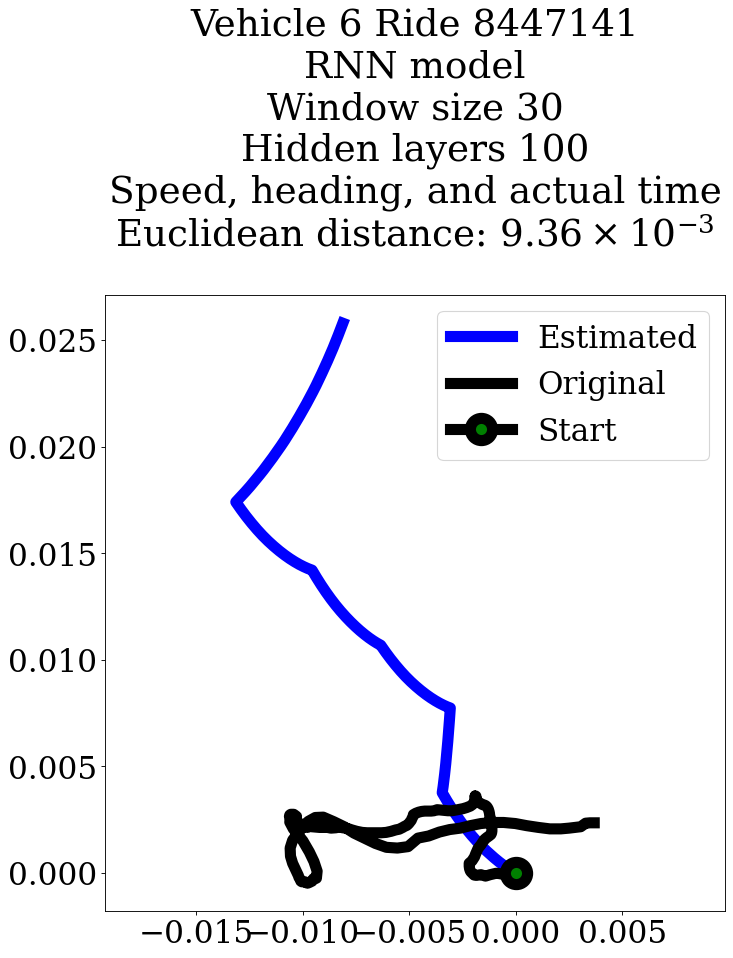 Vehicle 6 Ride 8447141
RNN model
Window size 30
Hidden layers 100
Speed, heading, and actual time
Euclidean distance: 9.36 × 10⁻³
Estimated
Original
Start
0.025
0.020
0.015
0.010
0.005
0.000
−0.015 −0.010 −0.005 0.000 0.005